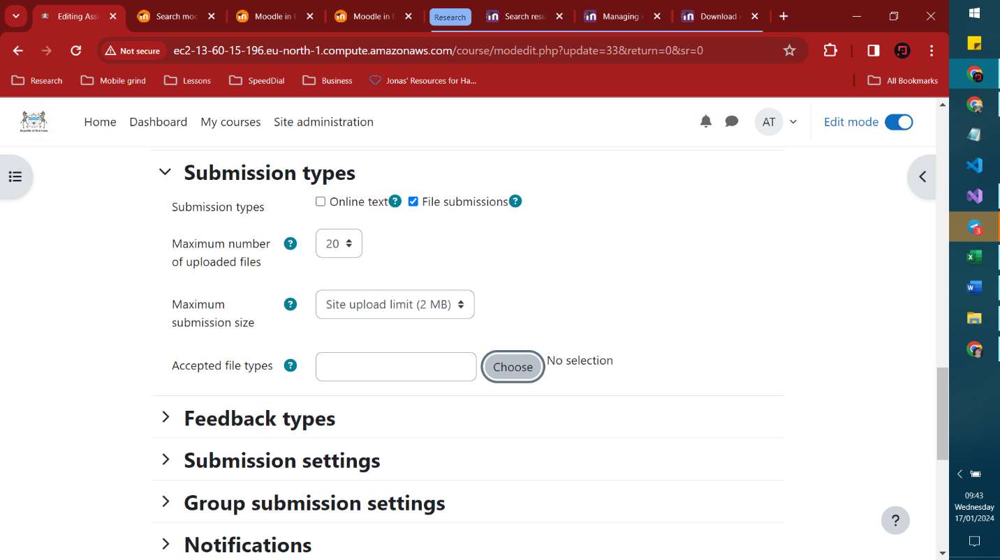 Editing Assi
Search moo
Moodle in E
Moodle in E
Research
Search resu
Managing
Download
Not secure
ec2-13-60-15-196.eu-north-1.compute.amazonaws.com/course/modedit.php?update=33&return=0&sr=0
Research
Mobile grind
Lessons
SpeedDial
Business
Jonas' Resources for Ha...
All Bookmarks
Republic of Botswana
Home
Dashboard
My courses
Site administration
AT
Edit mode
Submission types
Submission types
Online text ?
File submissions ?
Maximum number
of uploaded files
?
20
Maximum
submission size
?
Site upload limit (2 MB)
Accepted file types
?
Choose
No selection
Feedback types
Submission settings
Group submission settings
Notifications
?
3
09:43
Wednesday
17/01/2024